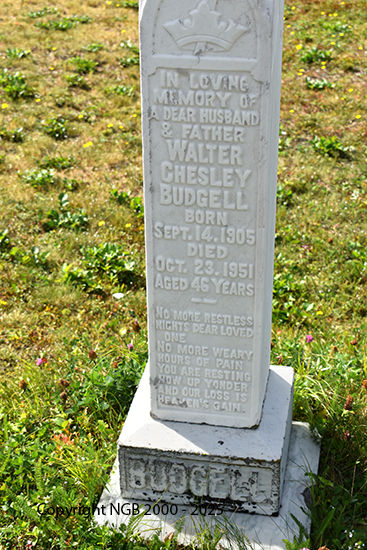 IN LOVING
MEMORY OF
A DEAR HUSBAND
& FATHER
WALTER
CHESLEY
BUDGELL
BORN
SEPT. 14. 1905
DIED
OCT. 23. 1951
AGED 46 YEARS
NO MORE RESTLESS
NIGHTS DEAR LOVED
ONE
NO MORE WEARY
HOURS OF PAIN
YOU ARE RESTING
NOW UP YONDER
AND OUR LOSS IS
HEAVEN'S GAIN.
BUDGELL
Copyright NGB 2000 - 2025